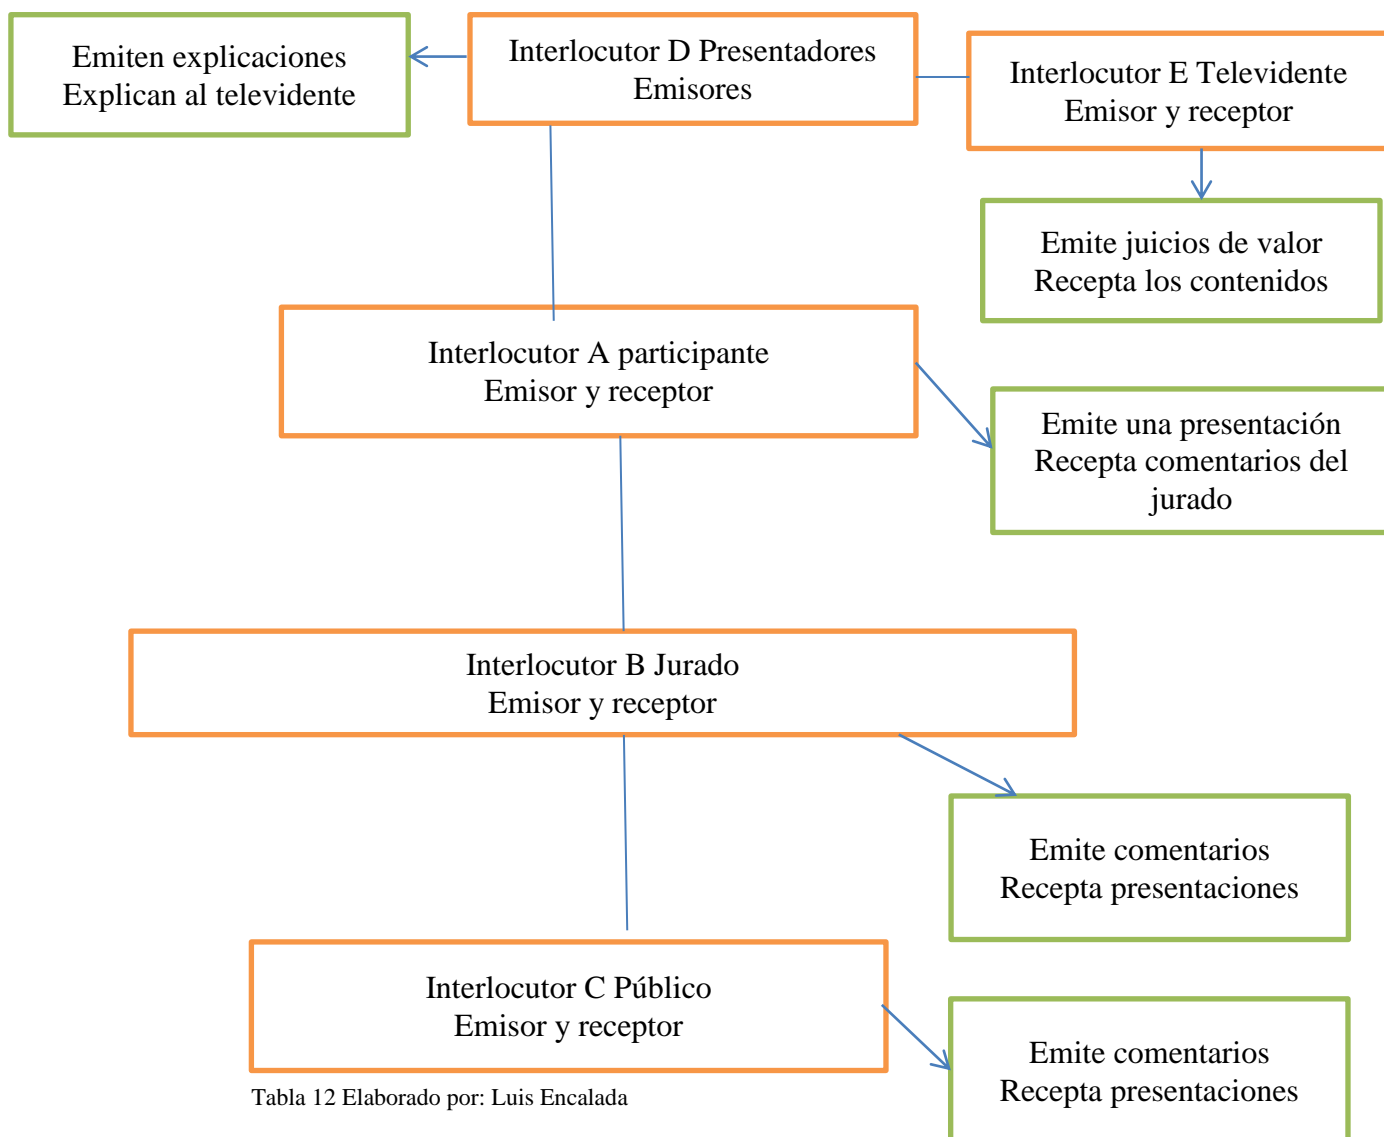 Emiten explicaciones
Explican al televidente
Interlocutor D Presentadores
Emisores
Interlocutor E Televidente
Emisor y receptor
Emite juicios de valor
Recepta los contenidos
Interlocutor A participante
Emisor y receptor
Emite una presentación
Recepta comentarios del
jurado
Interlocutor B Jurado
Emisor y receptor
Emite comentarios
Recepta presentaciones
Interlocutor C Público
Emisor y receptor
Emite comentarios
Recepta presentaciones
Tabla 12 Elaborado por: Luis Encalada